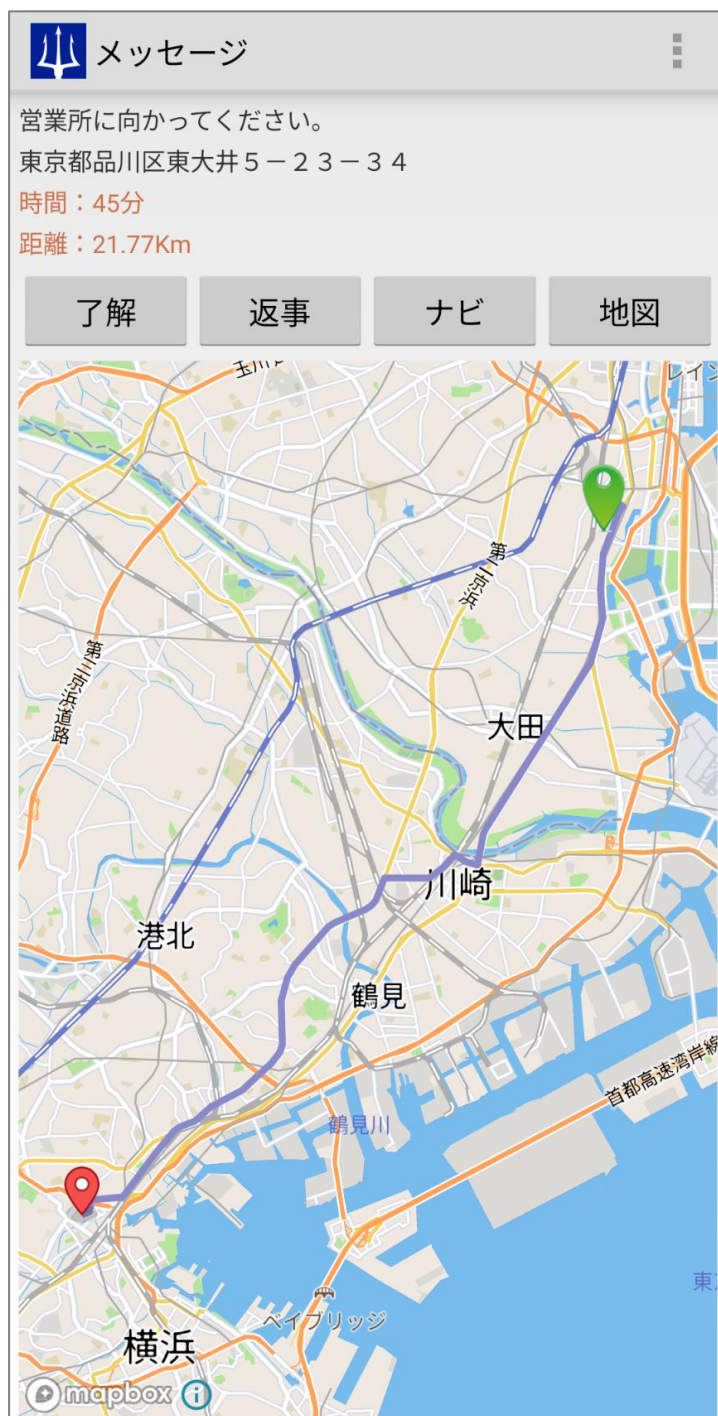 メッセージ
営業所に向かってください。
東京都品川区東大井５－２３－３４
時間：45分
距離：21.77Km
了解
返事
ナビ
地図
第二京浜
第三京浜道路
大田
川崎
港北
鶴見
首都高速湾岸線
鶴見川
ベイブリッジ
横浜
mapbox